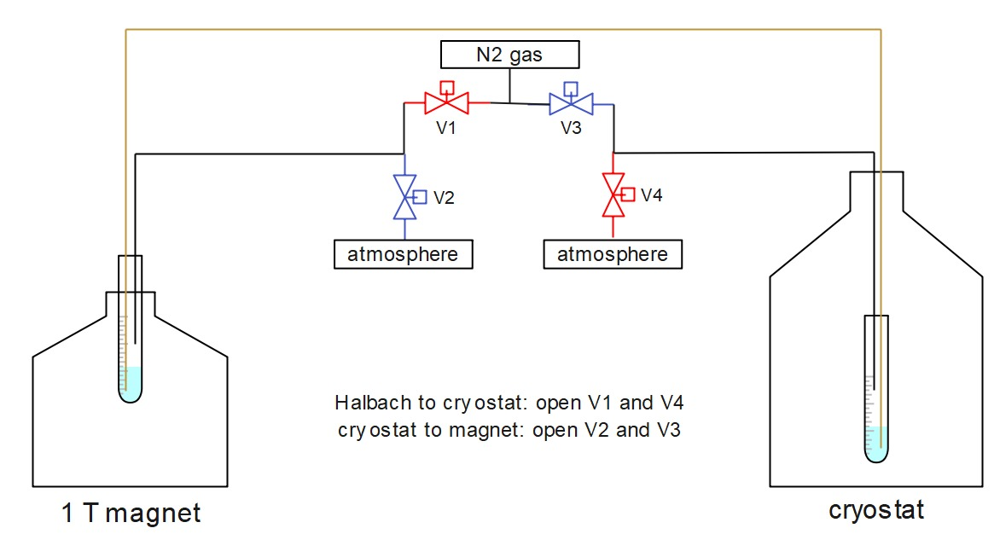 N2 gas
V1
V3
V2
V4
atmosphere
atmosphere
Halbach to cryostat: open V1 and V4
cryostat to magnet: open V2 and V3
1 T magnet
cryostat